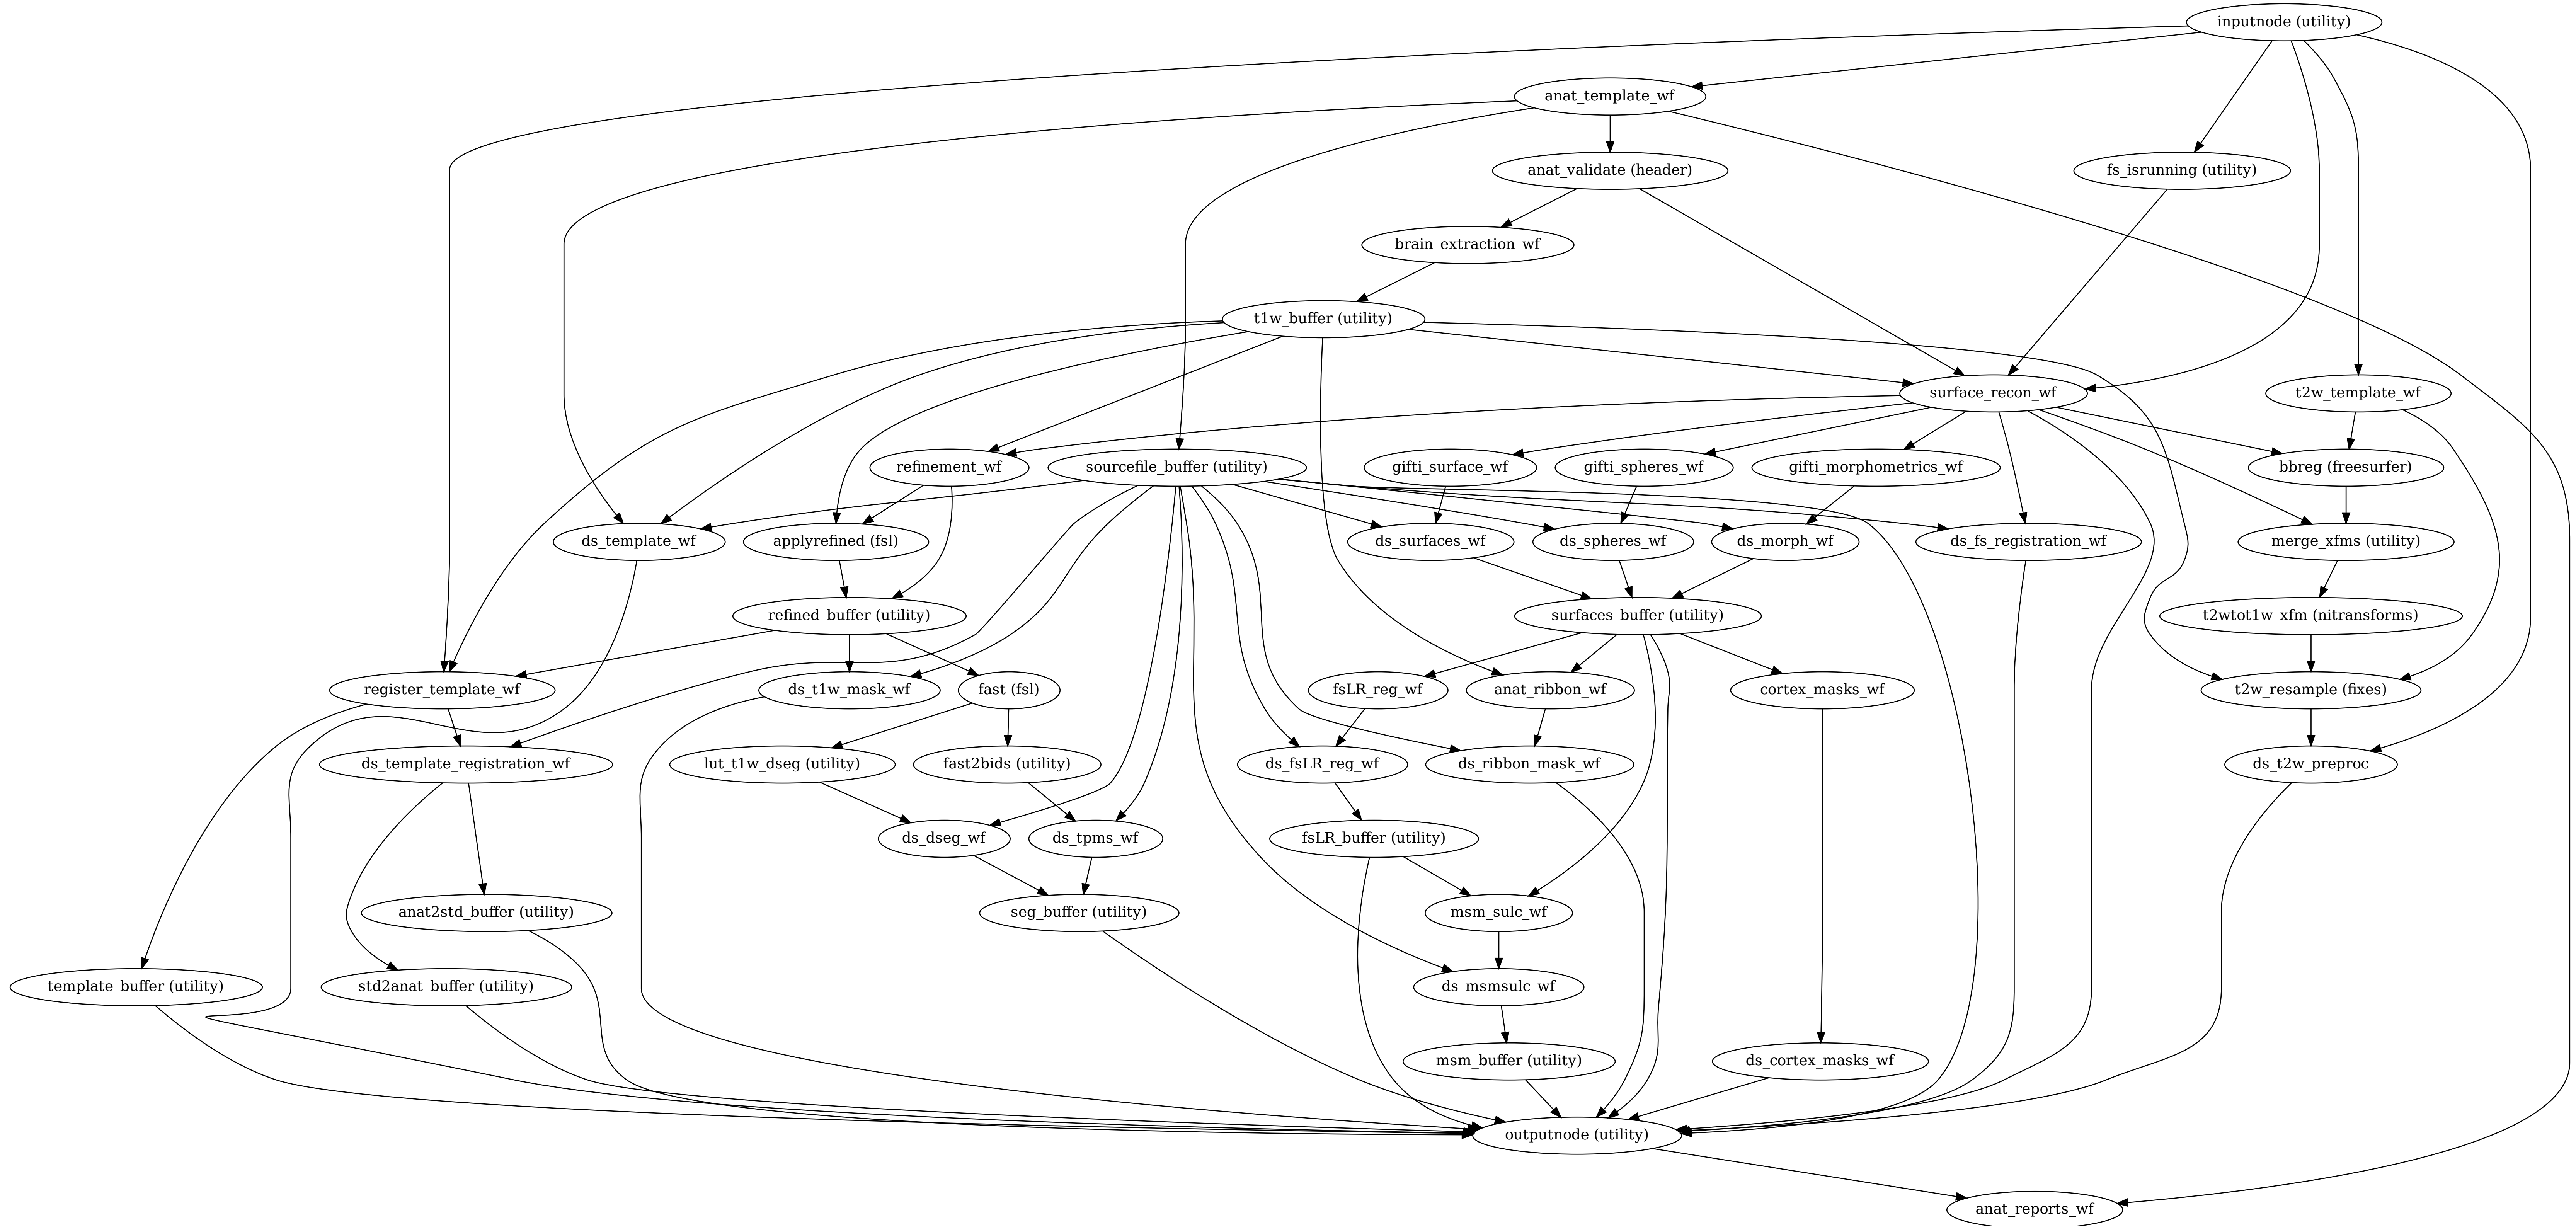 inputnode (utility)
anat_template_wf
anat_validate (header)
fs_isrunning (utility)
brain_extraction_wf
t1w_buffer (utility)
surface_recon_wf
t2w_template_wf
refinement_wf
sourcefile_buffer (utility)
gifti_surface_wf
gifti_spheres_wf
gifti_morphometrics_wf
bbreg (freesurfer)
ds_template_wf
applyrefined (fsl)
ds_surfaces_wf
ds_spheres_wf
ds_morph_wf
ds_fs_registration_wf
merge_xfms (utility)
refined_buffer (utility)
surfaces_buffer (utility)
t2wtot1w_xfm (nitransforms)
register_template_wf
ds_t1w_mask_wf
fast (fsl)
fsLR_reg_wf
anat_ribbon_wf
cortex_masks_wf
t2w_resample (fixes)
ds_template_registration_wf
lut_t1w_dseg (utility)
fast2bids (utility)
ds_fsLR_reg_wf
ds_ribbon_mask_wf
ds_t2w_preproc
ds_dseg_wf
ds_tpms_wf
fsLR_buffer (utility)
anat2std_buffer (utility)
seg_buffer (utility)
msm_sulc_wf
template_buffer (utility)
std2anat_buffer (utility)
ds_msmsulc_wf
msm_buffer (utility)
ds_cortex_masks_wf
outputnode (utility)
anat_reports_wf